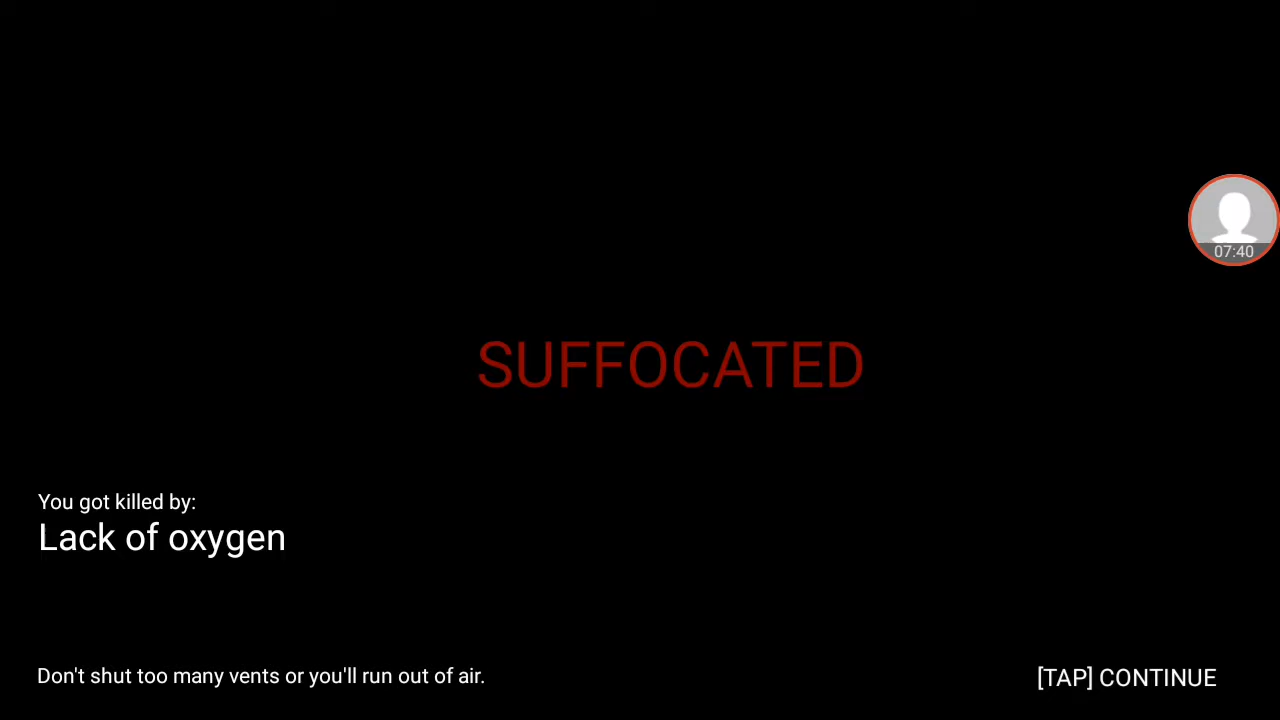 07:40
SUFFOCATED
You got killed by:
Lack of oxygen
Don't shut too many vents or you'll run out of air.
[TAP] CONTINUE